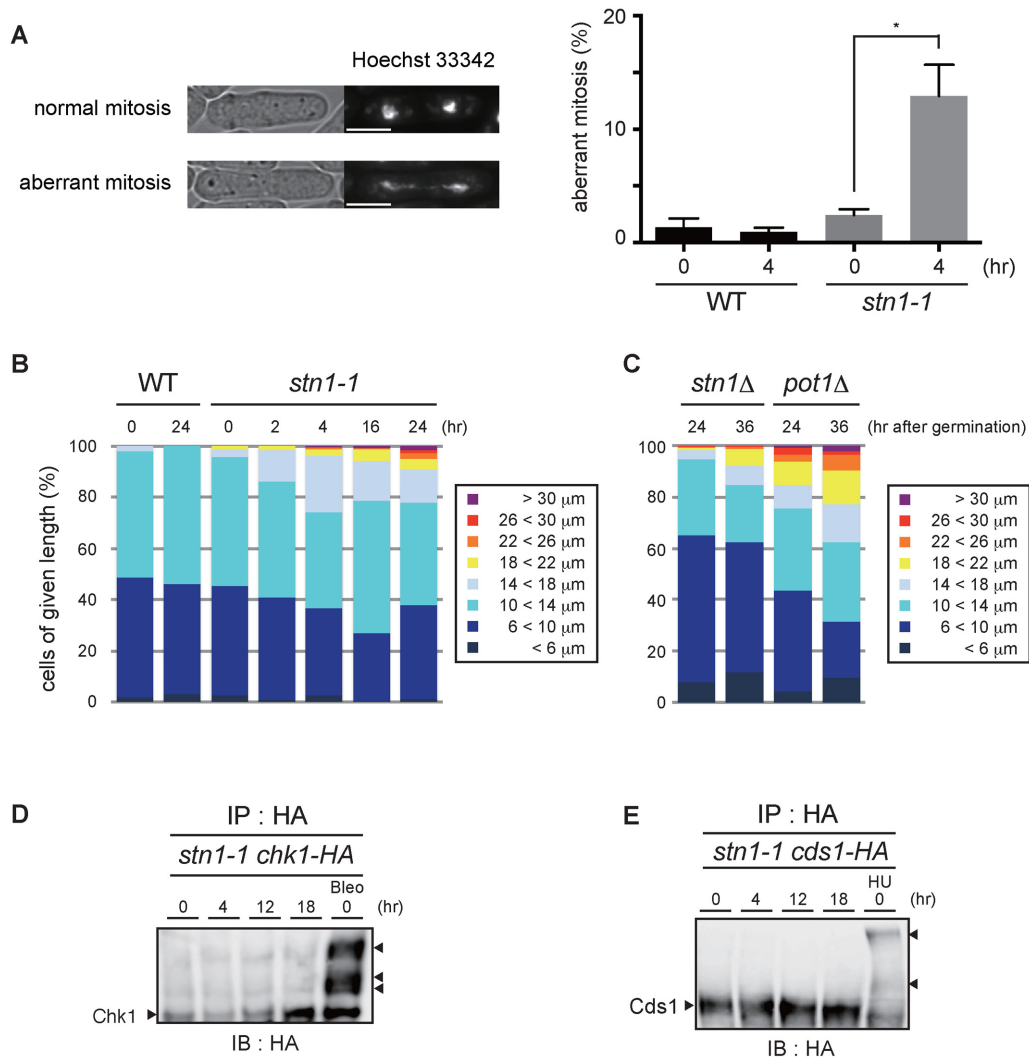 A
Hoechst 33342
normal mitosis
aberrant mitosis
aberrant mitosis (%)
20
10
0
0 4 0 4 (hr)
WT stn1-1
*
B
WT stn1-1
0 24 0 2 4 16 24 (hr)
cells of given length (%)
100
80
60
40
20
0
> 30 μm
26 < 30 μm
22 < 26 μm
18 < 22 μm
14 < 18 μm
10 < 14 μm
6 < 10 μm
< 6 μm
C
stn1Δ pot1Δ
24 36 24 36 (hr after germination)
100
80
60
40
20
0
> 30 μm
26 < 30 μm
22 < 26 μm
18 < 22 μm
14 < 18 μm
10 < 14 μm
6 < 10 μm
< 6 μm
D
IP : HA
stn1-1 chk1-HA
Bleo
0 4 12 18 0 (hr)
Chk1
IB : HA
E
IP : HA
stn1-1 cds1-HA
HU
0 4 12 18 0 (hr)
Cds1
IB : HA